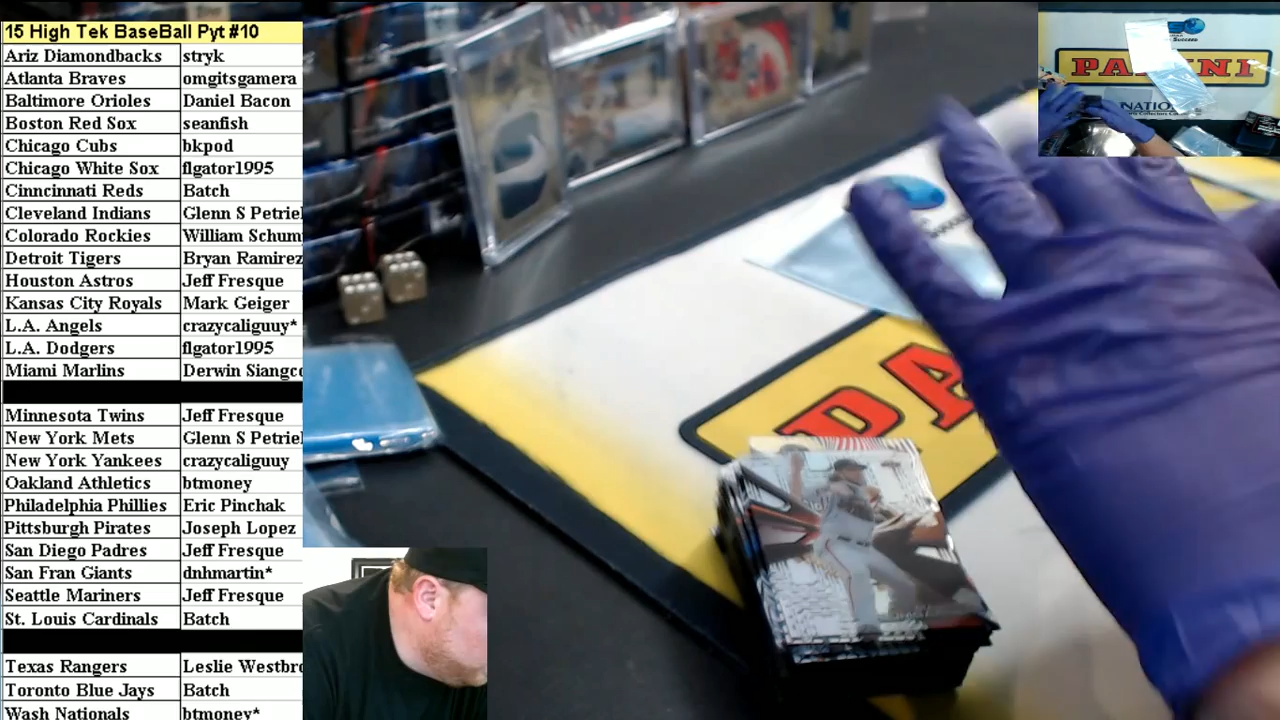 15 High Tek BaseBall Pyt #10
Ariz Diamondbacks stryk
Atlanta Braves omgitsgamera
Baltimore Orioles Daniel Bacon
Boston Red Sox seanfish
Chicago Cubs bkpod
Chicago White Sox flgator1995
Cinncinnati Reds Batch
Cleveland Indians Glenn S Petriel
Colorado Rockies William Schum
Detroit Tigers Bryan Ramirez
Houston Astros Jeff Fresque
Kansas City Royals Mark Geiger
L.A. Angels crazycaliguuy*
L.A. Dodgers flgator1995
Miami Marlins Derwin Siangco
Minnesota Twins Jeff Fresque
New York Mets Glenn S Petriel
New York Yankees crazycaliguuy
Oakland Athletics btmoney
Philadelphia Phillies Eric Pinchak
Pittsburgh Pirates Joseph Lopez
San Diego Padres Jeff Fresque
San Fran Giants dnhmartin*
Seattle Mariners Jeff Fresque
St. Louis Cardinals Batch
Texas Rangers Leslie Westbro
Toronto Blue Jays Batch
Wash Nationals btmoney*
PA
Succeed
PANINI
NATIO